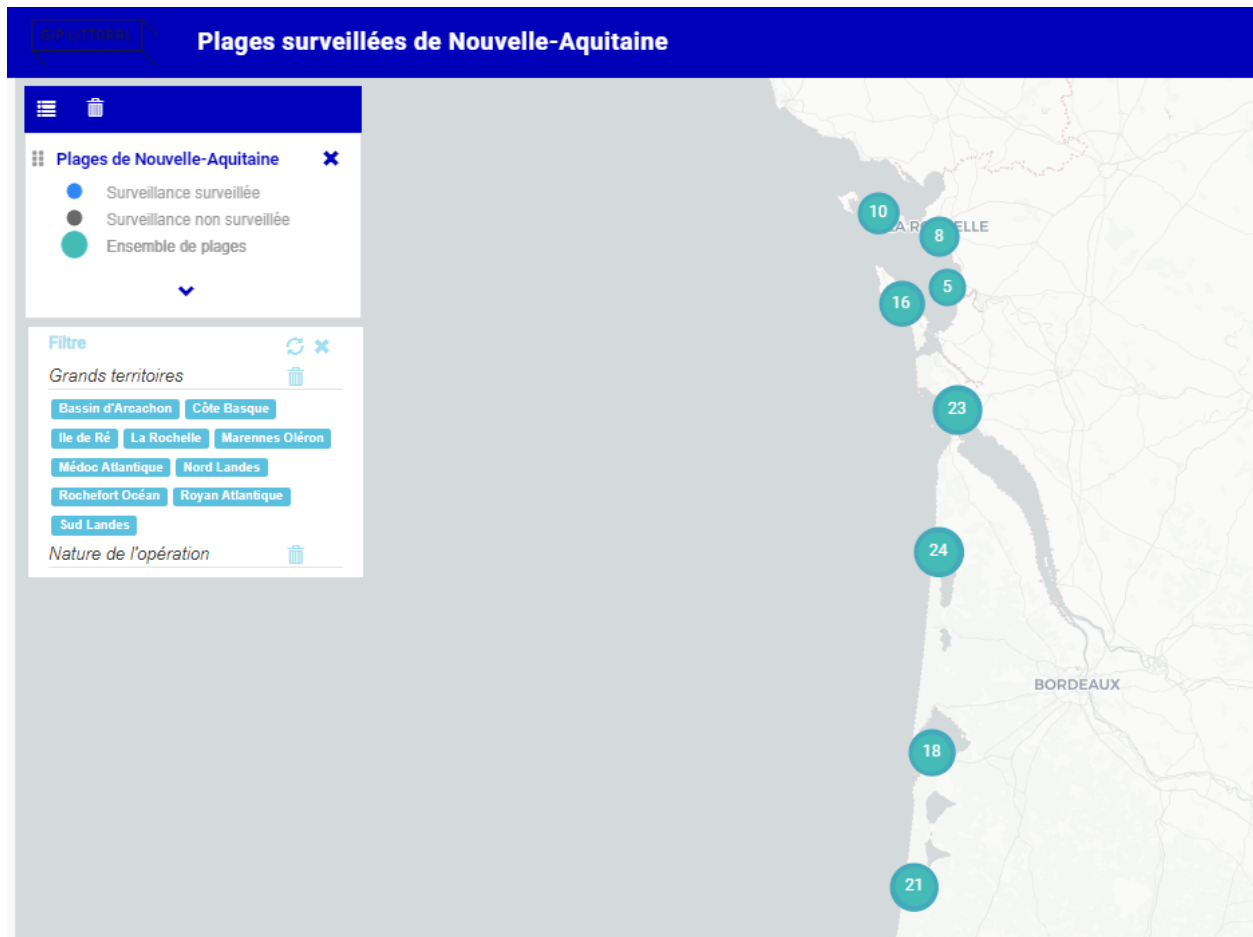 GIP LITTORAL
Plages surveillées de Nouvelle-Aquitaine
Plages de Nouvelle-Aquitaine
Surveillance surveillée
Surveillance non surveillée
Ensemble de plages
Filtre
Grands territoires
Bassin d'Arcachon Côte Basque
Ile de Ré La Rochelle Marennes Oléron
Médoc Atlantique Nord Landes
Rochefort Océan Royan Atlantique
Sud Landes
Nature de l'opération
10
8
5
16
23
24
BORDEAUX
18
21